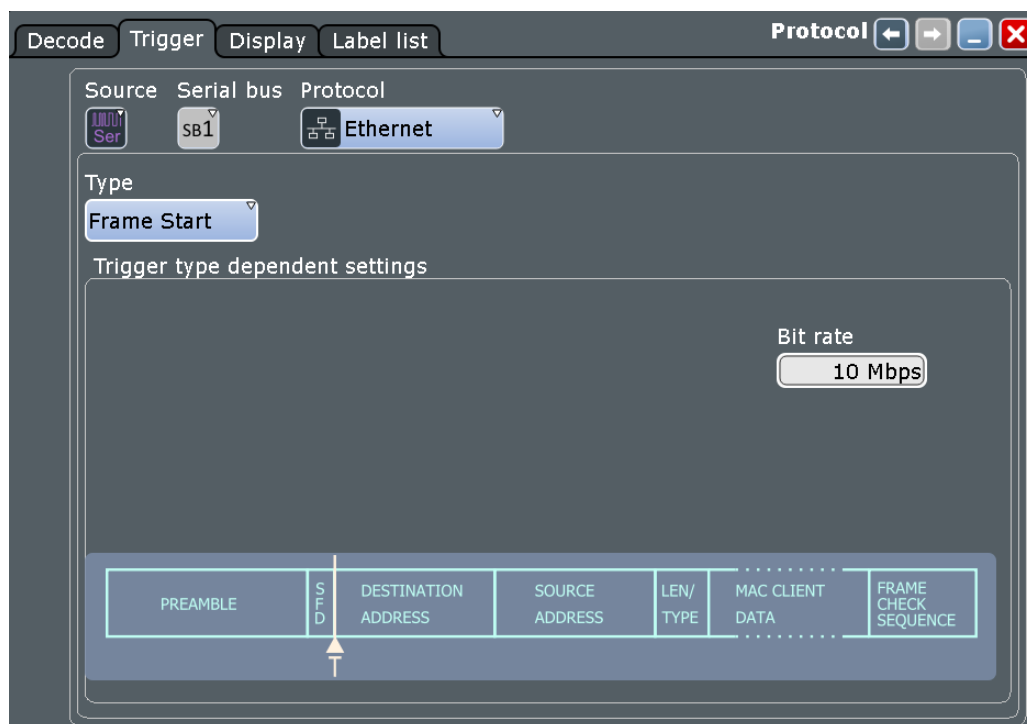 Decode Trigger Display Label list Protocol
Source Serial bus Protocol
Ser SB1 Ethernet
Type
Frame Start
Trigger type dependent settings
Bit rate
10 Mbps
PREAMBLE
S
F
D
DESTINATION
ADDRESS
SOURCE
ADDRESS
LEN/
TYPE
MAC CLIENT
DATA
FRAME
CHECK
SEQUENCE
T